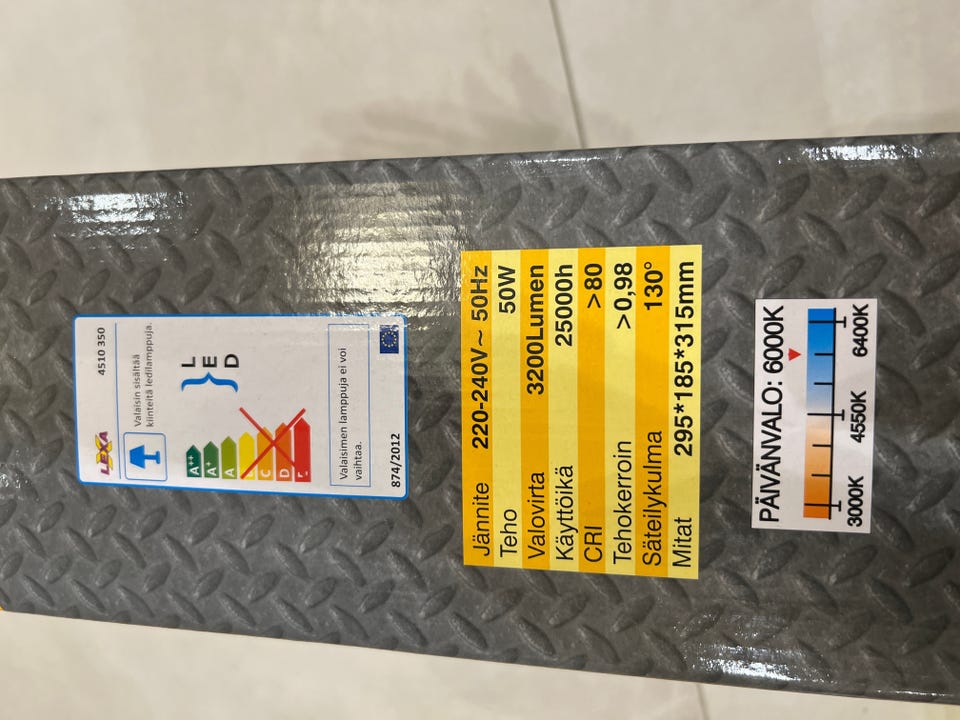 LEXA
4510 350
Valaisin sisältää
kiinteitä ledilamppuja.
A++
A+
A
C
D
L
E
D
Valaisimen lamppuja ei voi
vaihtaa.
874/2012
Jännite 220-240V~ 50Hz
Teho 50W
Valovirta 3200Lumen
Käyttöikä 25000h
CRI >80
Tehokerroin >0,98
Säteilykulma 130°
Mitat 295*185*315mm
PÄIVÄNVALO: 6000K
3000K 4550K 6400K